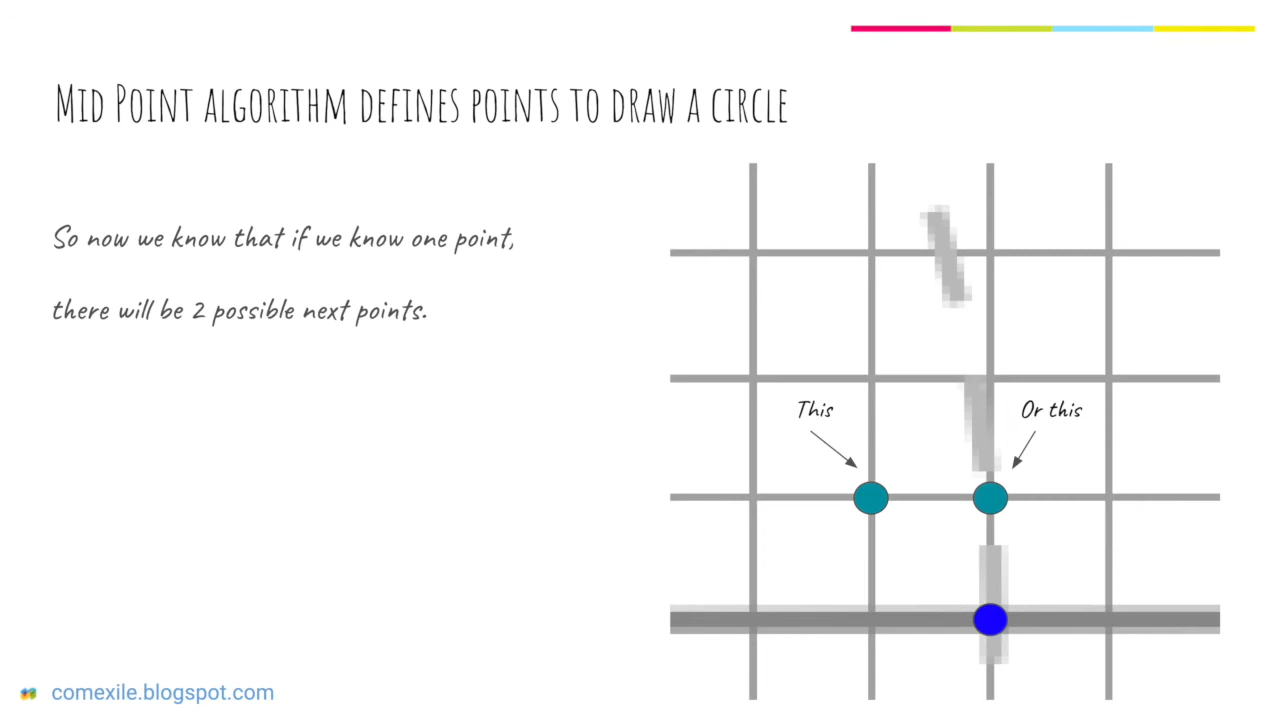 Mid Point algorithm defines points to draw a circle
So now we know that if we know one point,
there will be 2 possible next points.
This
Or this
comexile.blogspot.com